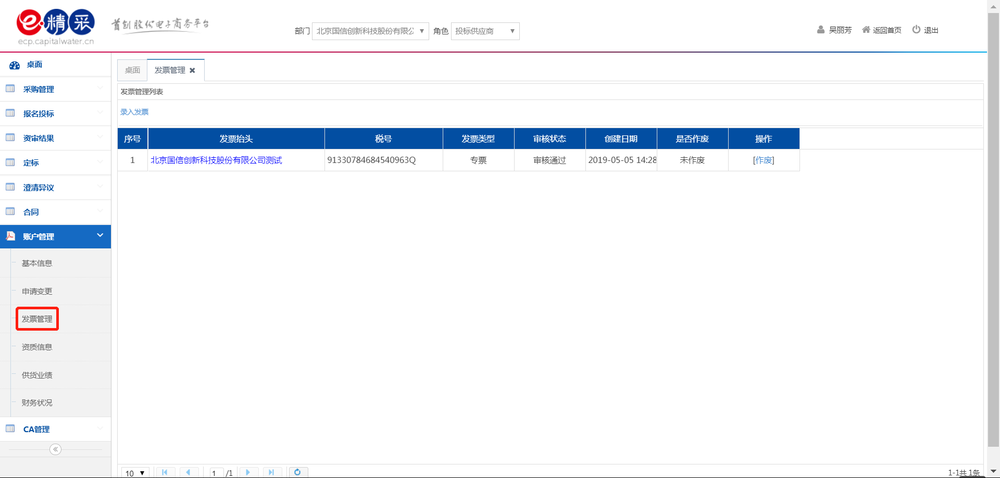 e精采
ecp.capitalwater.cn
首创股份电子商务平台
部门 北京国信创新科技股份有限公 ▼ 角色 投标供应商 ▼
吴丽芳 返回首页 退出
桌面
采购管理
报名投标
资审结果
定标
澄清异议
合同
账户管理
基本信息
申请变更
发票管理
资质信息
供货业绩
财务状况
CA管理
桌面 发票管理
发票管理列表
录入发票
序号 发票抬头 税号 发票类型 审核状态 创建日期 是否作废 操作
1 北京国信创新科技股份有限公司测试 91330784684540963Q 专票 审核通过 2019-05-05 14:28 未作废 [作废]
10 ▼ 1 /1 1-1共 1条